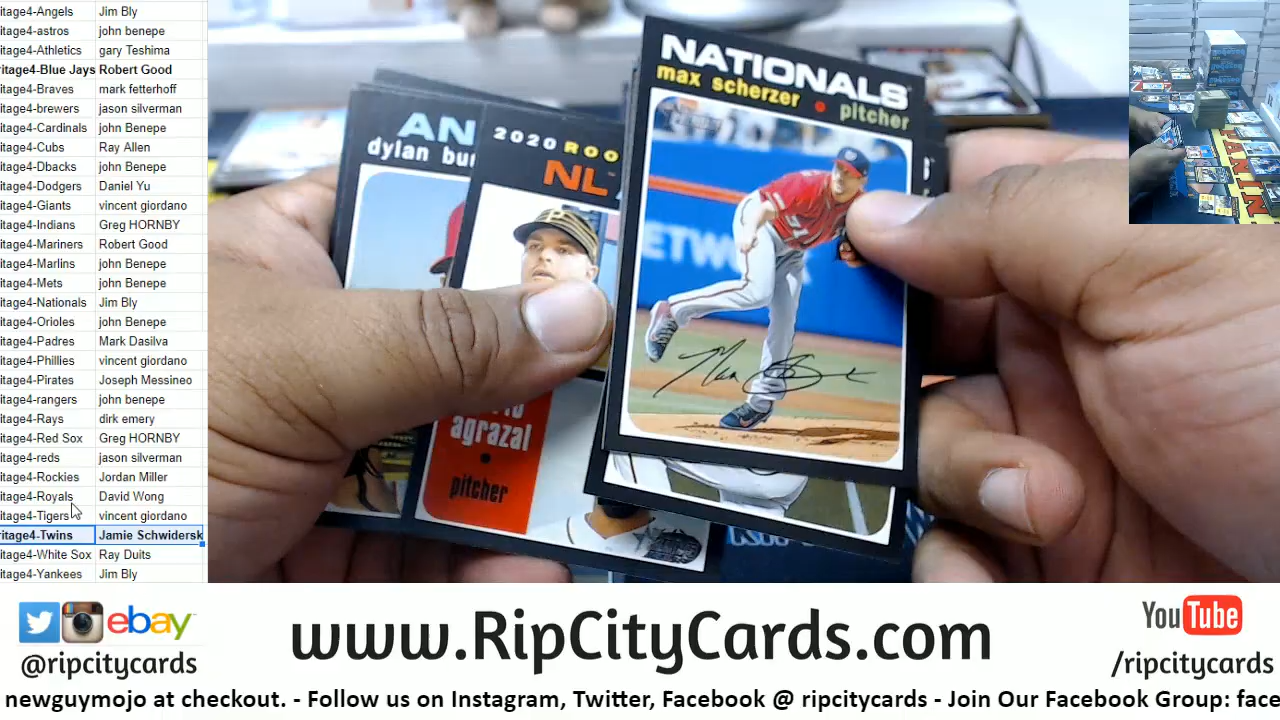 itage4-Angels Jim Bly
itage4-astros john benepe
itage4-Athletics gary Teshima
ritage4-Blue Jays Robert Good
itage4-Braves mark fetterhoff
itage4-brewers jason silverman
itage4-Cardinals john Benepe
itage4-Cubs Ray Allen
itage4-Dbacks john Benepe
itage4-Dodgers Daniel Yu
itage4-Giants vincent giordano
itage4-Indians Greg HORNBY
itage4-Mariners Robert Good
itage4-Marlins john Benepe
itage4-Mets john Benepe
itage4-Nationals Jim Bly
itage4-Orioles john Benepe
itage4-Padres Mark Dasilva
itage4-Phillies vincent giordano
itage4-Pirates Joseph Messineo
itage4-rangers john benepe
itage4-Rays dirk emery
itage4-Red Sox Greg HORNBY
itage4-reds jason silverman
itage4-Rockies Jordan Miller
itage4-Royals David Wong
itage4-Tigers vincent giordano
ritage4-Twins Jamie Schwidersk
itage4-White Sox Ray Duits
itage4-Yankees Jim Bly
AN
dylan bu
2020 ROO
NL
agrazal
pitcher
NATIONALS
max scherzer • pitcher
ebay
@ripcitycards
www.RipCityCards.com
YouTube
/ripcitycards
newguymojo at checkout. - Follow us on Instagram, Twitter, Facebook @ ripcitycards - Join Our Facebook Group: face